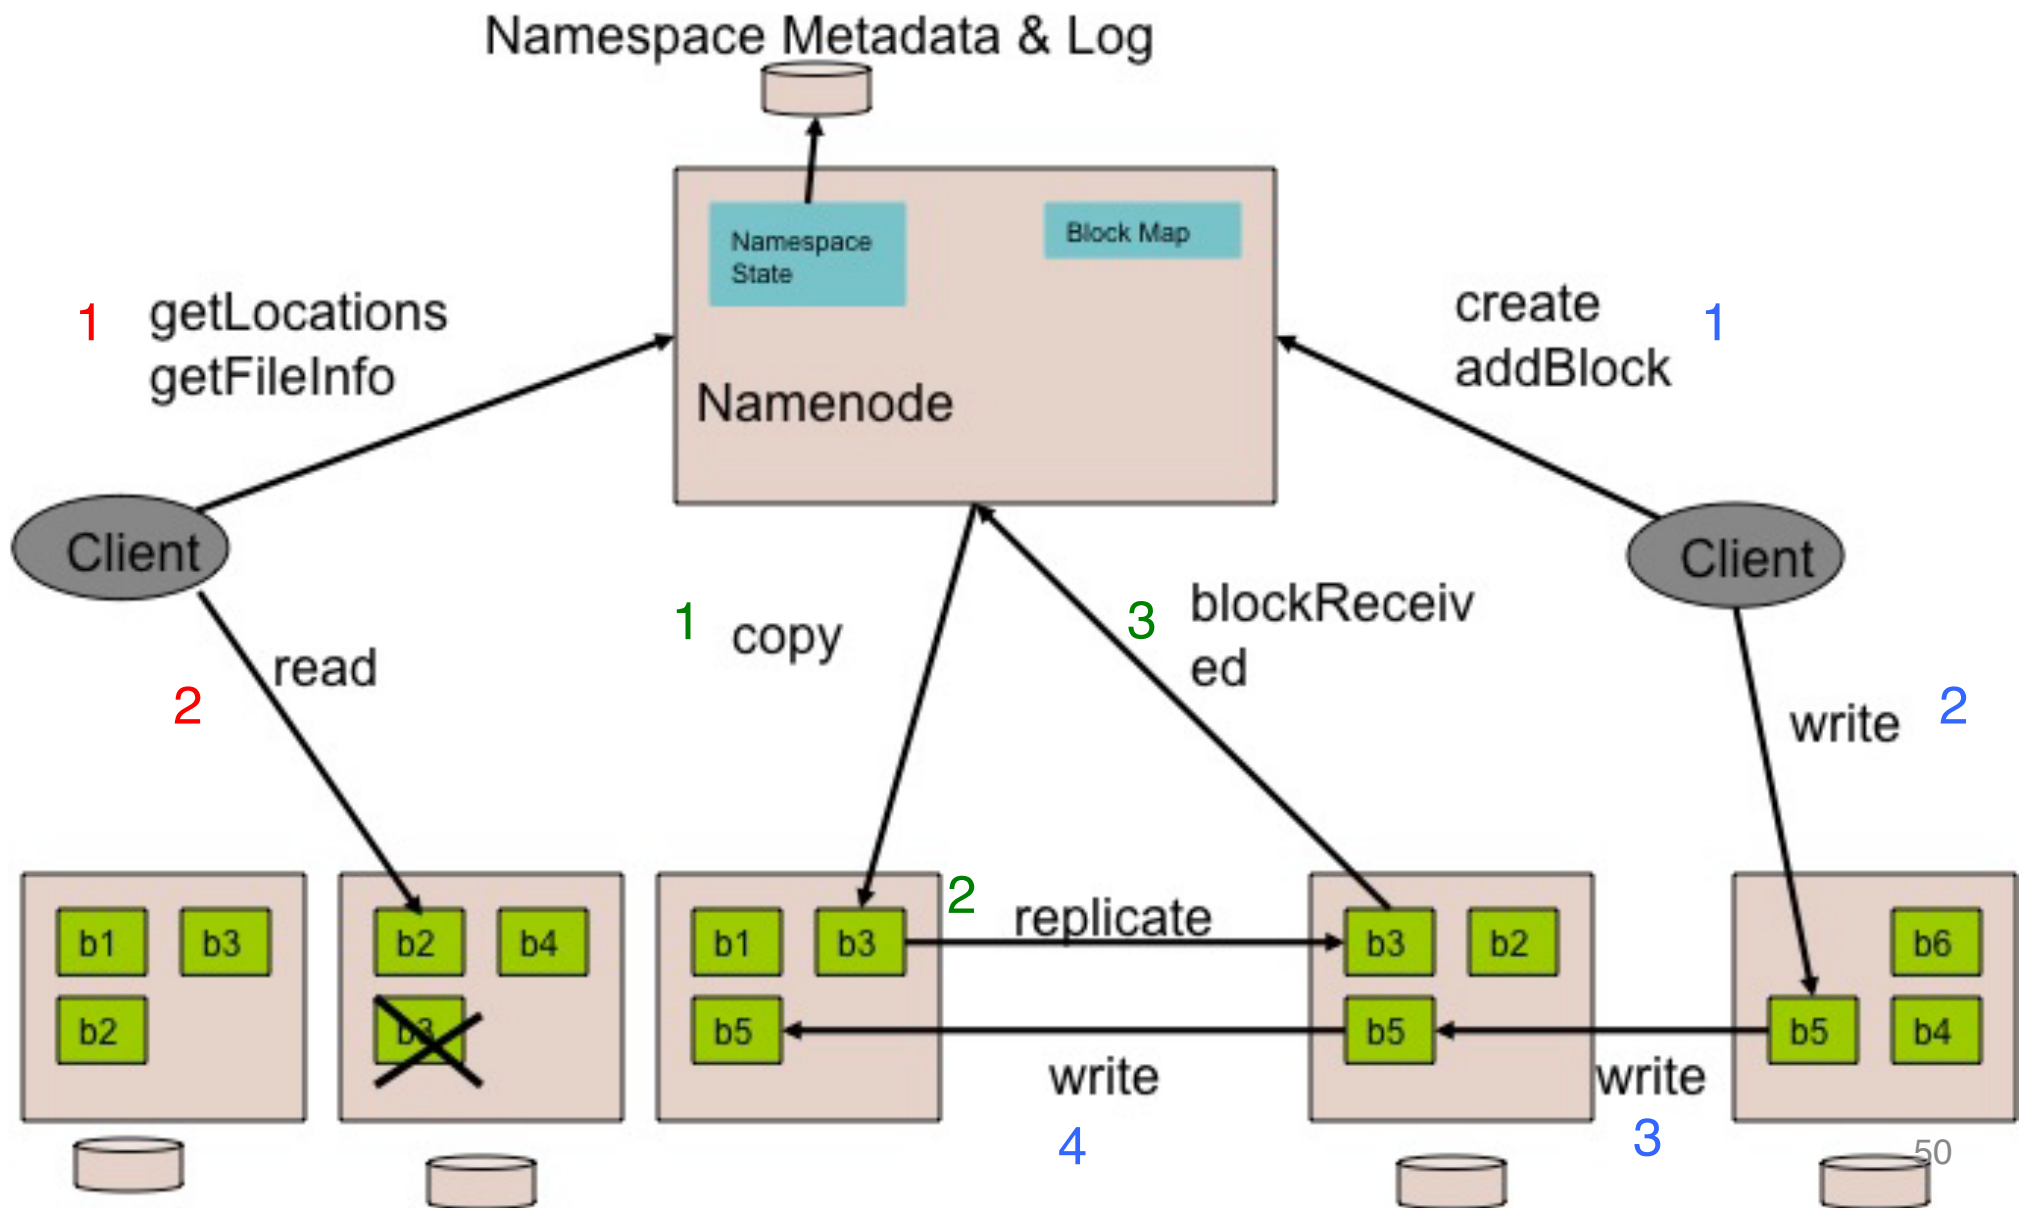 Namespace Metadata & Log
Namespace
State
Block Map
Namenode
1
getLocations
getFileInfo
create
addBlock
1
Client
Client
1
copy
3
blockReceiv
ed
read
2
write
2
b1
b3
b2
b2
b4
b3
b1
b3
b5
2
replicate
b3
b2
b5
b6
b5
b4
write
4
write
3
50